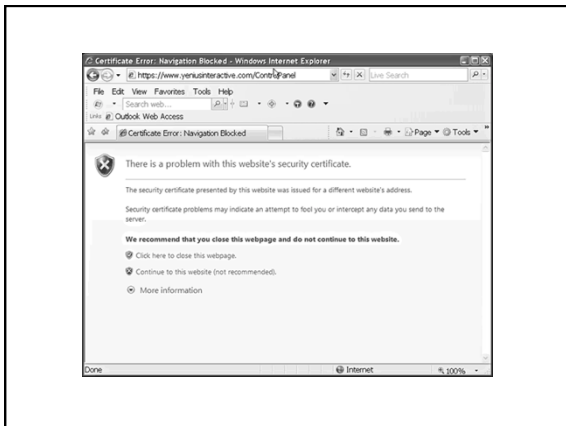 Certificate Error: Navigation Blocked - Windows Internet Explorer
https://www.yeniusinteractive.com/ControlPanel
Live Search
File Edit View Favorites Tools Help
Search web...
Links Outlook Web Access
Certificate Error: Navigation Blocked
Page Tools
There is a problem with this website's security certificate.
The security certificate presented by this website was issued for a different website's address.
Security certificate problems may indicate an attempt to fool you or intercept any data you send to the
server.
We recommend that you close this webpage and do not continue to this website.
Click here to close this webpage.
Continue to this website (not recommended).
More information
Done Internet 100%